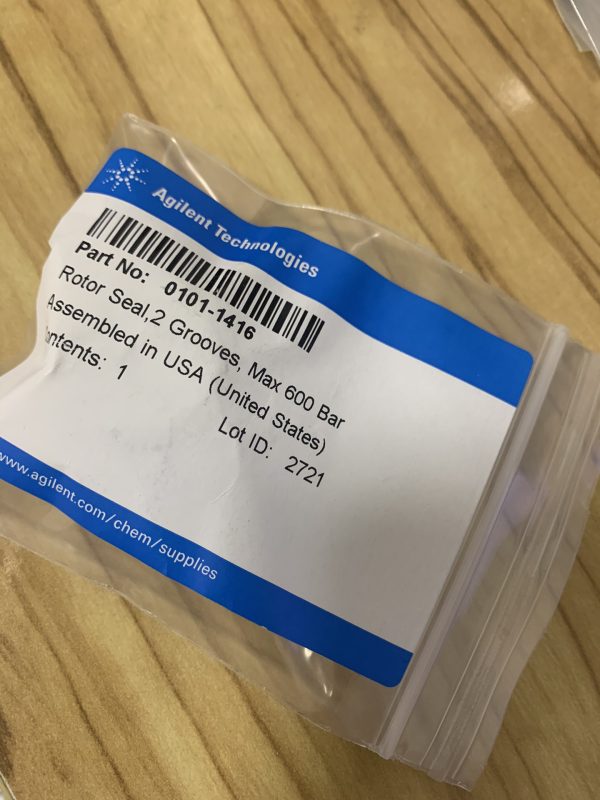 Agilent Technologies
Part No: 0101-1416
Rotor Seal,2 Grooves, Max 600 Bar
Assembled in USA (United States)
ontents: 1
Lot ID: 2721
www.agilent.com/chem/supplies